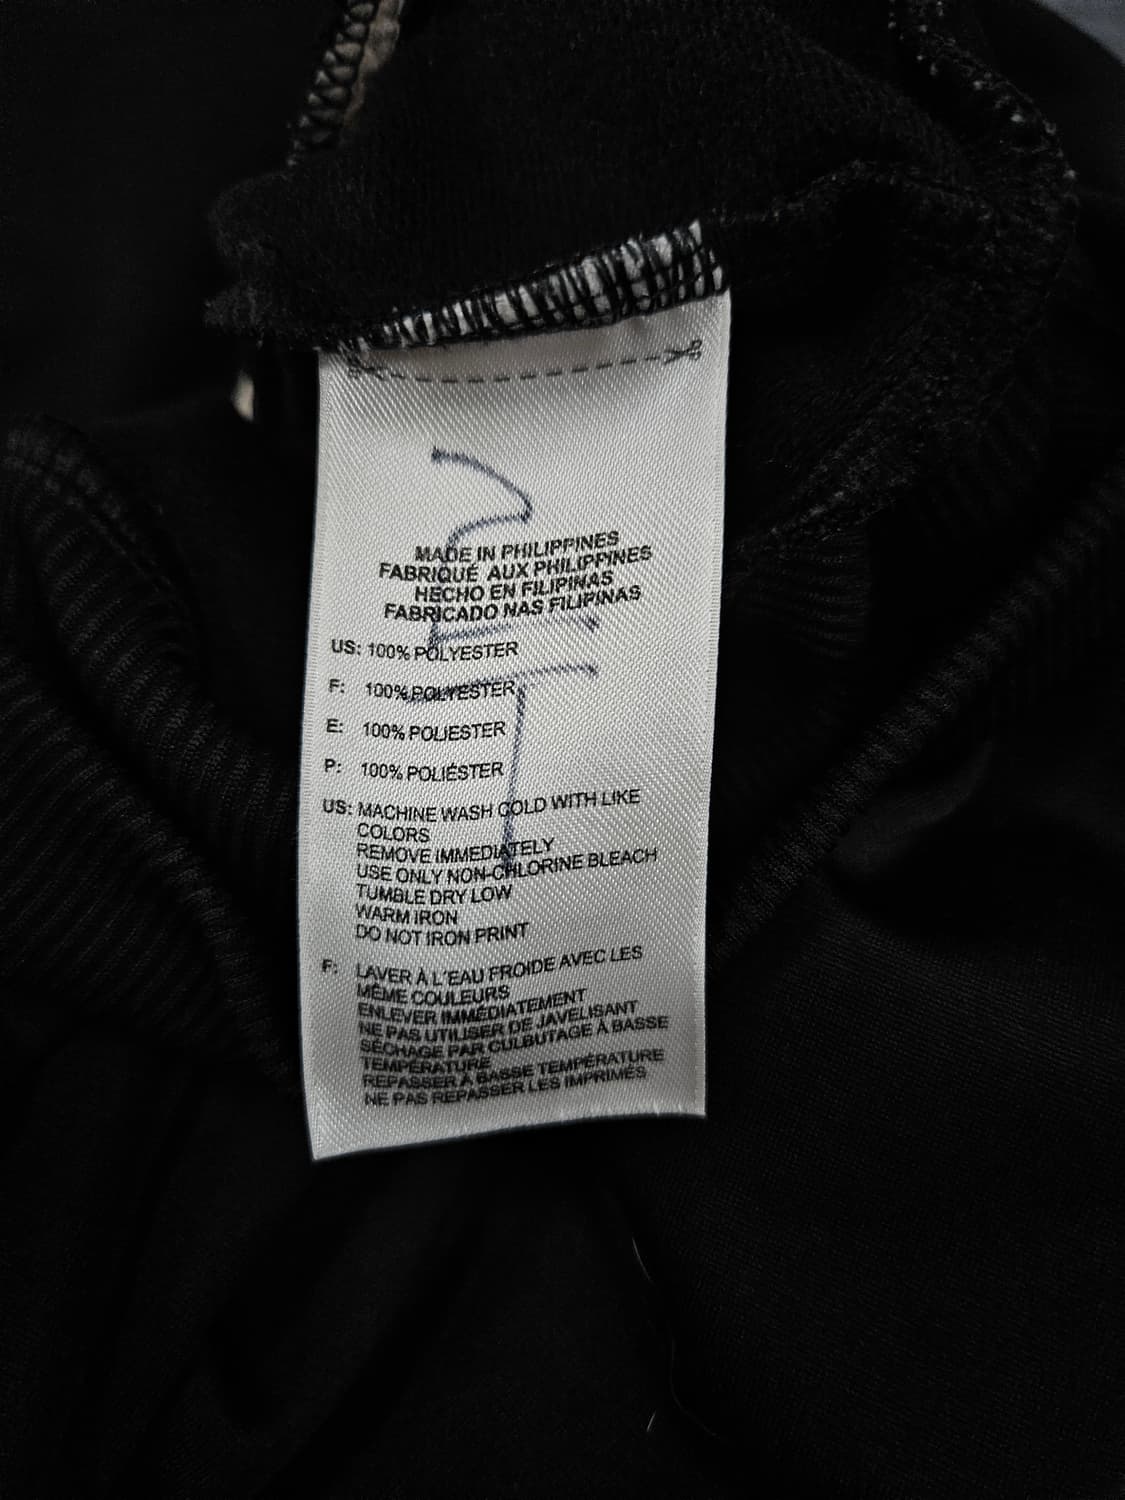 MADE IN PHILIPPINES
FABRIQUÉ AUX PHILIPPINES
HECHO EN FILIPINAS
FABRICADO NAS FILIPINAS
US: 100% POLYESTER
F: 100% POLYESTER
E: 100% POLIESTER
P: 100% POLIÉSTER
US: MACHINE WASH COLD WITH LIKE
COLORS
REMOVE IMMEDIATELY
USE ONLY NON-CHLORINE BLEACH
TUMBLE DRY LOW
WARM IRON
DO NOT IRON PRINT
F: LAVER À L'EAU FROIDE AVEC LES
MÊME COULEURS
ENLEVER IMMÉDIATEMENT
NE PAS UTILISER DE JAVELISANT
SÉCHAGE PAR CULBUTAGE À BASSE
TEMPÉRATURE
REPASSER À BASSE TEMPÉRATURE
NE PAS REPASSER LES IMPRIMÉS